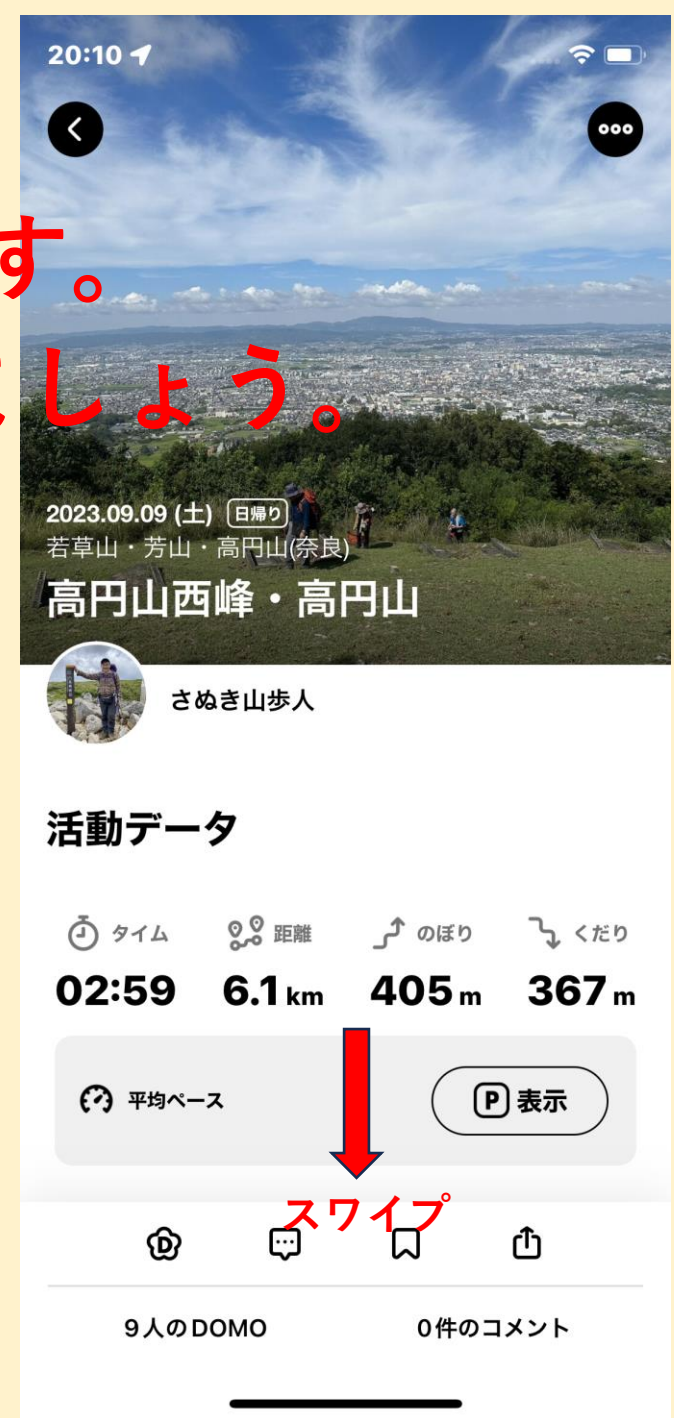 20:10
す。
しょう。
2023.09.09 (土) 日帰り
若草山・芳山・高円山(奈良)
高円山西峰・高円山
さぬき山歩人
活動データ
タイム 距離 のぼり くだり
02:59 6.1 km 405 m 367 m
平均ペース P 表示
スワイプ
D
9人のDOMO 0件のコメント